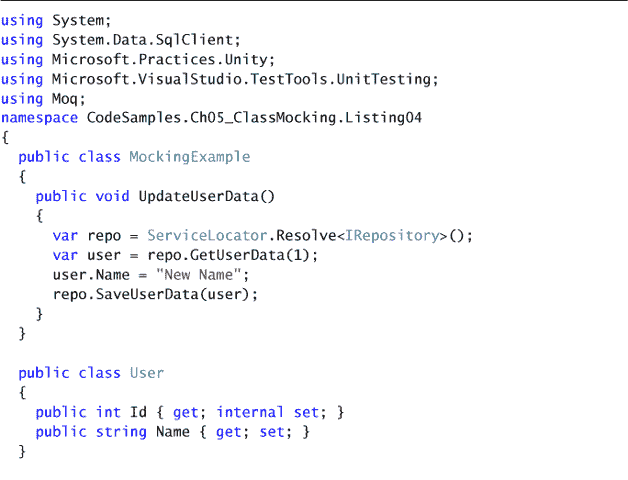 using System;
using System.Data.SqlClient;
using Microsoft.Practices.Unity;
using Microsoft.VisualStudio.TestTools.UnitTesting;
using Moq;
namespace CodeSamples.Ch05_ClassMocking.Listing04
{
  public class MockingExample
  {
    public void UpdateUserData()
    {
      var repo = ServiceLocator.Resolve<IRepository>();
      var user = repo.GetUserData(1);
      user.Name = "New Name";
      repo.SaveUserData(user);
    }
  }

  public class User
  {
    public int Id { get; internal set; }
    public string Name { get; set; }
  }